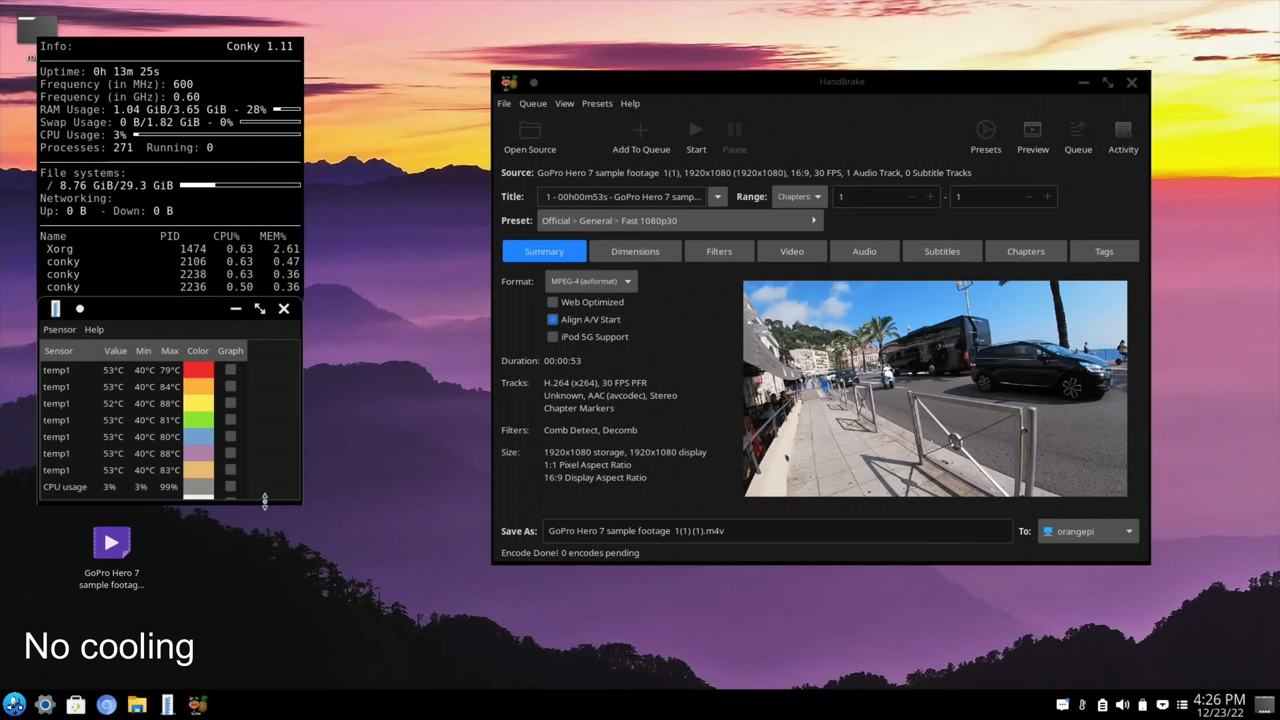 Info: Conky 1.11
Uptime: 0h 13m 25s
Frequency (in MHz): 600
Frequency (in GHz): 0.60
RAM Usage: 1.04 GiB/3.65 GiB - 28%
Swap Usage: 0 B/1.82 GiB - 0%
CPU Usage: 3%
Processes: 271 Running: 0
File systems:
/ 8.76 GiB/29.3 GiB
Networking:
Up: 0 B - Down: 0 B
Name PID CPU% MEM%
Xorg 1474 0.63 2.61
conky 2106 0.63 0.47
conky 2238 0.63 0.36
conky 2236 0.50 0.36
Psensor Help
Sensor Value Min Max Color Graph
temp1 53°C 40°C 79°C
temp1 53°C 40°C 84°C
temp1 52°C 40°C 88°C
temp1 53°C 40°C 81°C
temp1 53°C 40°C 80°C
temp1 53°C 40°C 88°C
temp1 53°C 40°C 83°C
CPU usage 3% 3% 99%
GoPro Hero 7
sample footag...
No cooling
HandBrake
File Queue View Presets Help
Open Source Add To Queue Start Pause Presets Preview Queue Activity
Source: GoPro Hero 7 sample footage 1(1), 1920x1080 (1920x1080), 16:9, 30 FPS, 1 Audio Track, 0 Subtitle Tracks
Title: 1 - 00h00m53s - GoPro Hero 7 samp... Range: Chapters: 1 - 1
Preset: Official > General > Fast 1080p30
Summary Dimensions Filters Video Audio Subtitles Chapters Tags
Format: MPEG-4 (avformat)
Web Optimized
Align A/V Start
iPod 5G Support
Duration: 00:00:53
Tracks: H.264 (x264), 30 FPS PFR
Unknown, AAC (avcodec), Stereo
Chapter Markers
Filters: Comb Detect, Decomb
Size: 1920x1080 storage, 1920x1080 display
1:1 Pixel Aspect Ratio
16:9 Display Aspect Ratio
Save As: GoPro Hero 7 sample footage 1(1) (1).m4v To: orangepi
Encode Done! 0 encodes pending
4:26 PM
12/23/22